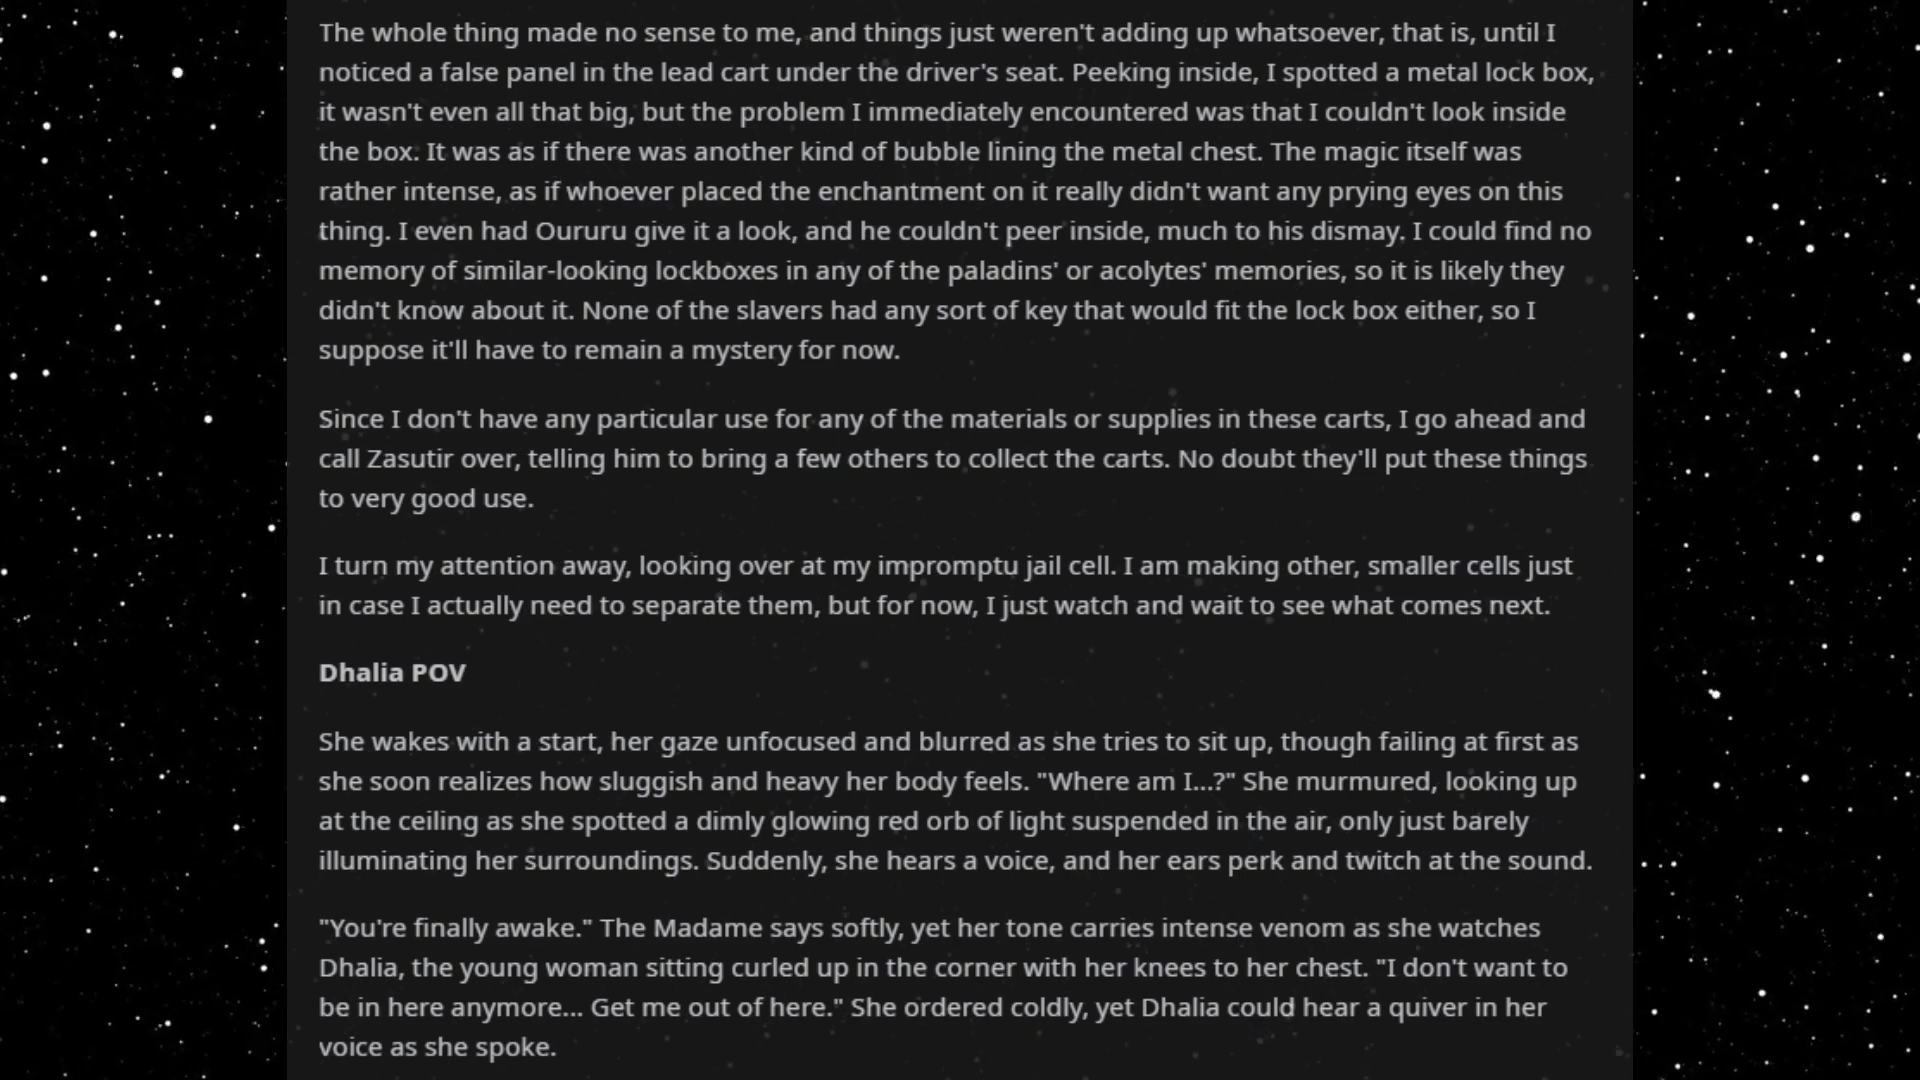 The whole thing made no sense to me, and things just weren't adding up whatsoever, that is, until I
noticed a false panel in the lead cart under the driver's seat. Peeking inside, I spotted a metal lock box,
it wasn't even all that big, but the problem I immediately encountered was that I couldn't look inside
the box. It was as if there was another kind of bubble lining the metal chest. The magic itself was
rather intense, as if whoever placed the enchantment on it really didn't want any prying eyes on this
thing. I even had Oururu give it a look, and he couldn't peer inside, much to his dismay. I could find no
memory of similar-looking lockboxes in any of the paladins' or acolytes' memories, so it is likely they
didn't know about it. None of the slavers had any sort of key that would fit the lock box either, so I
suppose it'll have to remain a mystery for now.
Since I don't have any particular use for any of the materials or supplies in these carts, I go ahead and
call Zasutir over, telling him to bring a few others to collect the carts. No doubt they'll put these things
to very good use.
I turn my attention away, looking over at my impromptu jail cell. I am making other, smaller cells just
in case I actually need to separate them, but for now, I just watch and wait to see what comes next.
Dhalia POV
She wakes with a start, her gaze unfocused and blurred as she tries to sit up, though failing at first as
she soon realizes how sluggish and heavy her body feels. "Where am I...?" She murmured, looking up
at the ceiling as she spotted a dimly glowing red orb of light suspended in the air, only just barely
illuminating her surroundings. Suddenly, she hears a voice, and her ears perk and twitch at the sound.
"You're finally awake." The Madame says softly, yet her tone carries intense venom as she watches
Dhalia, the young woman sitting curled up in the corner with her knees to her chest. "I don't want to
be in here anymore... Get me out of here." She ordered coldly, yet Dhalia could hear a quiver in her
voice as she spoke.